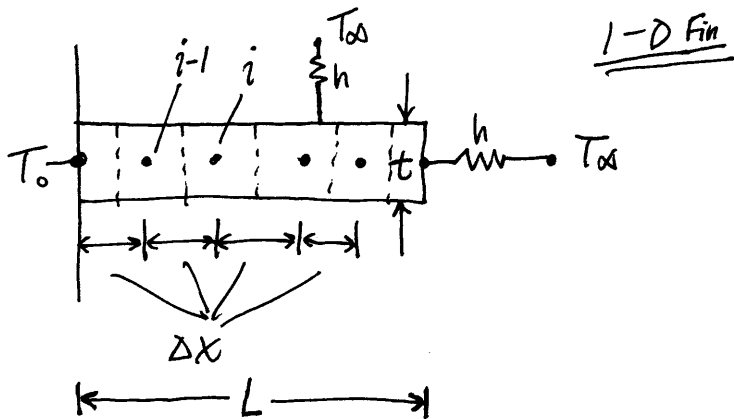 1-D Fin
T∞
i-1
i
h
T₀
t
h
T∞
Δx
L